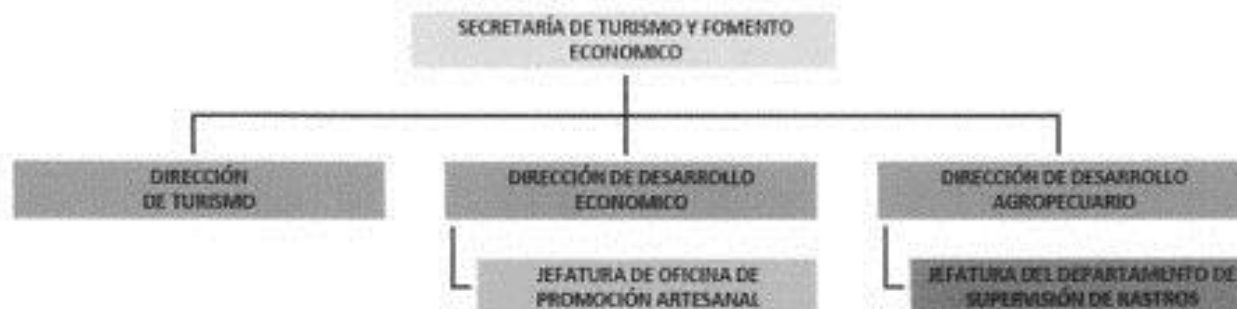 SECRETARÍA DE TURISMO Y FOMENTO
ECONOMICO
DIRECCIÓN
DE TURISMO
DIRECCIÓN DE DESARROLLO
ECONOMICO
DIRECCIÓN DE DESARROLLO
AGROPECUARIO
JEFATURA DE OFICINA DE
PROMOCIÓN ARTESANAL
JEFATURA DEL DEPARTAMENTO DE
SUPERVISIÓN DE RASTROS